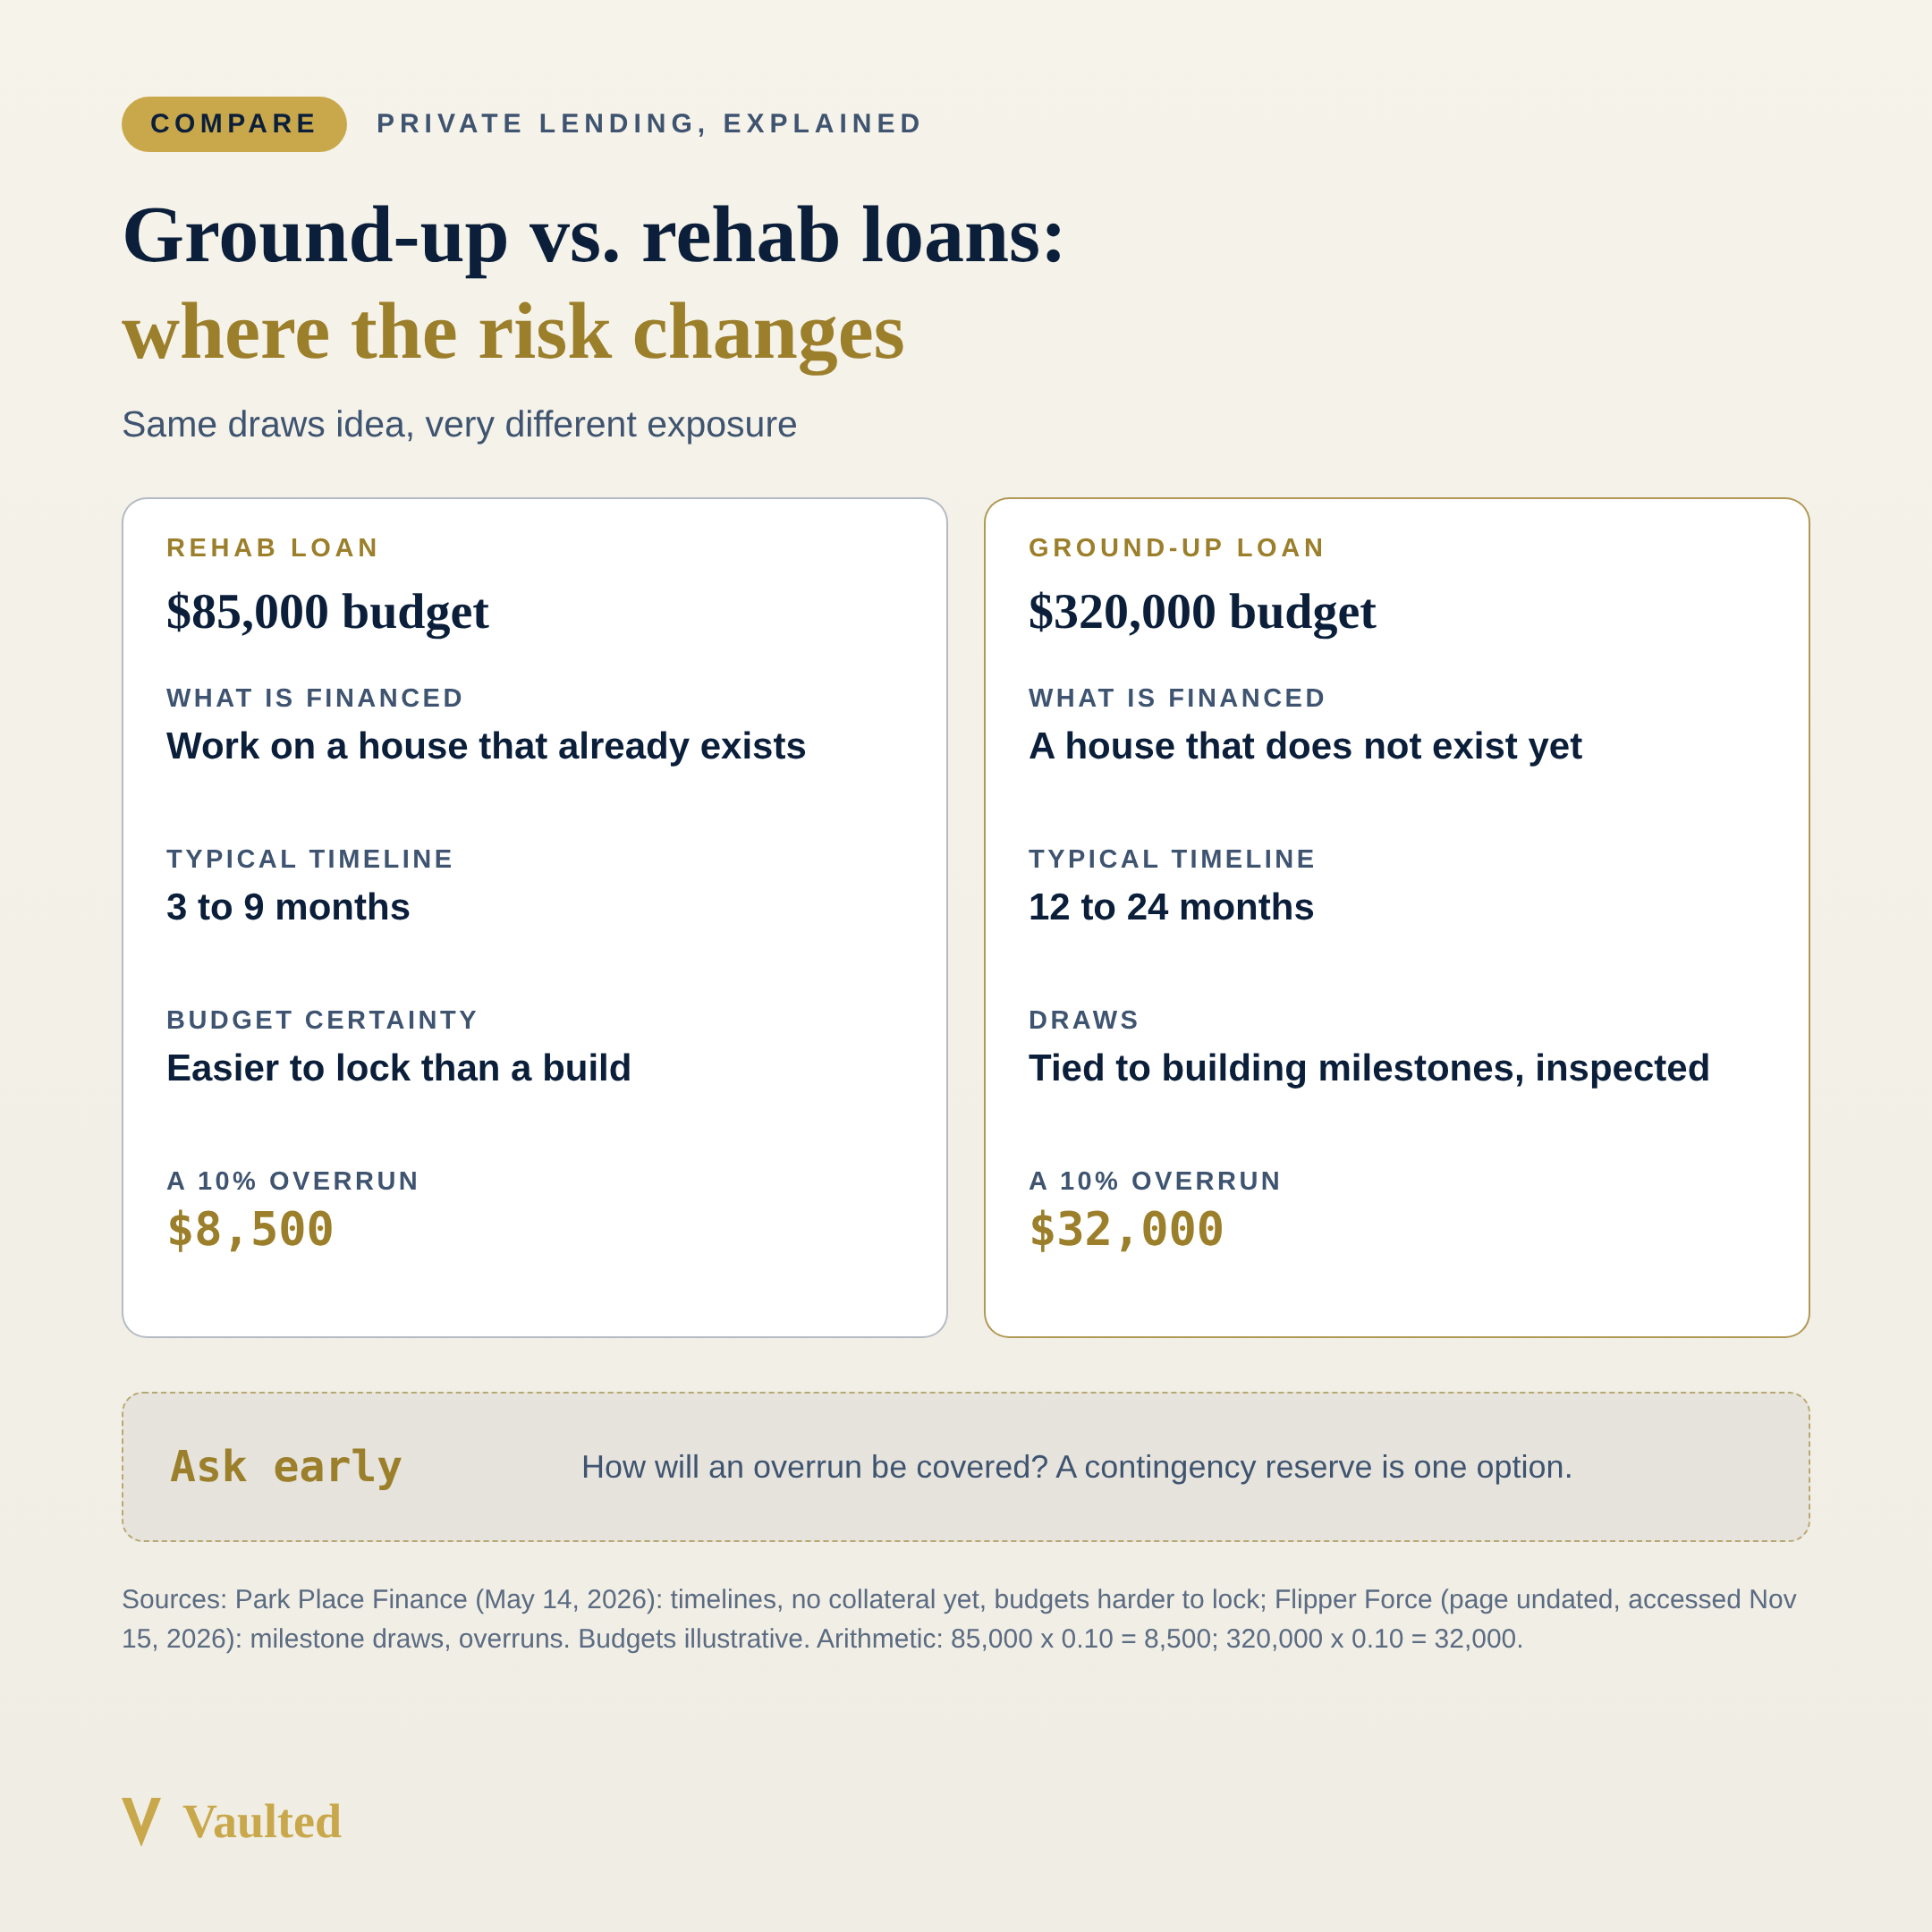 COMPARE PRIVATE LENDING, EXPLAINED
Ground-up vs. rehab loans:
where the risk changes
Same draws idea, very different exposure
REHAB LOAN
$85,000 budget
WHAT IS FINANCED
Work on a house that already exists
TYPICAL TIMELINE
3 to 9 months
BUDGET CERTAINTY
Easier to lock than a build
A 10% OVERRUN
$8,500
GROUND-UP LOAN
$320,000 budget
WHAT IS FINANCED
A house that does not exist yet
TYPICAL TIMELINE
12 to 24 months
DRAWS
Tied to building milestones, inspected
A 10% OVERRUN
$32,000
Ask early How will an overrun be covered? A contingency reserve is one option.
Sources: Park Place Finance (May 14, 2026): timelines, no collateral yet, budgets harder to lock; Flipper Force (page undated, accessed Nov
15, 2026): milestone draws, overruns. Budgets illustrative. Arithmetic: 85,000 x 0.10 = 8,500; 320,000 x 0.10 = 32,000.
Vaulted